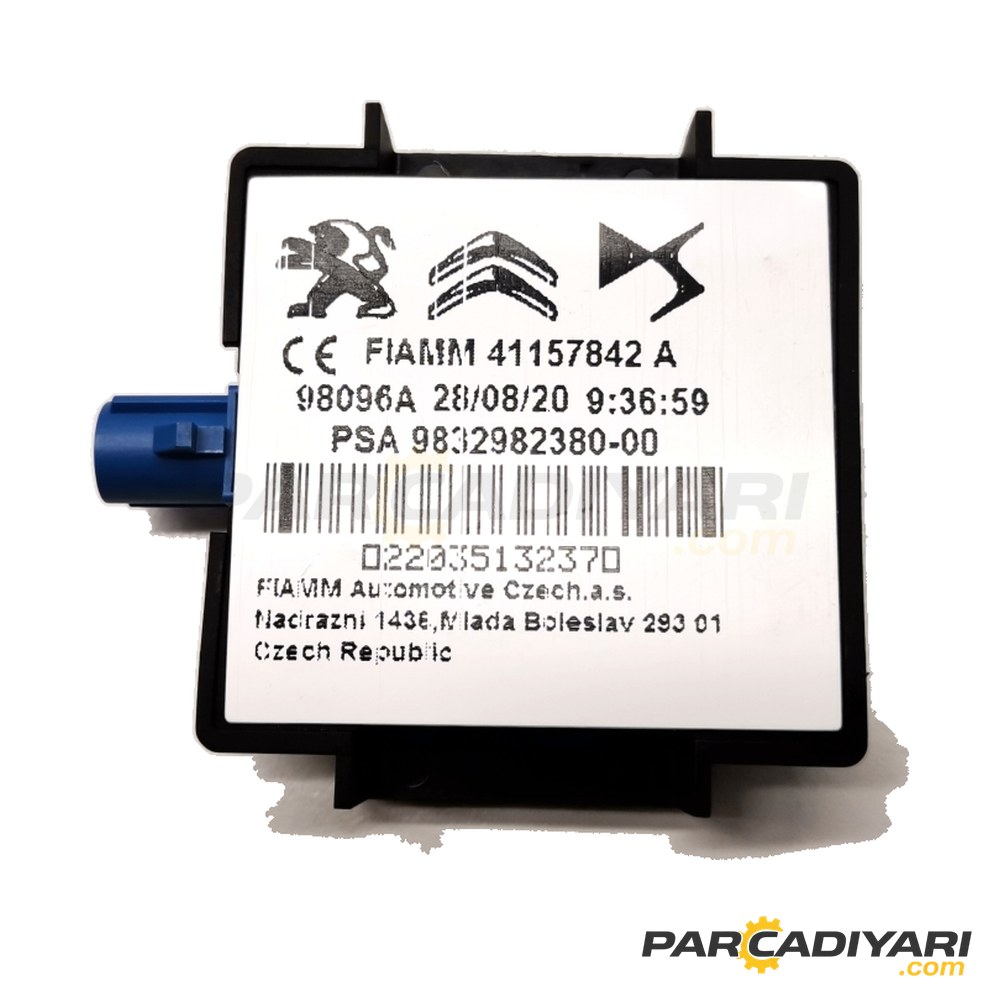 CE FIAMM 41157842 A
98096A 28/08/20 9:36:59
PSA 9832982380-00
PARCADIYARI
.com
022035132370
FIAMM Automotive Czech.a.s.
Nadrazni 1436,Mlada Boleslav 293 01
Czech Republic
PARCADIYARI
.com